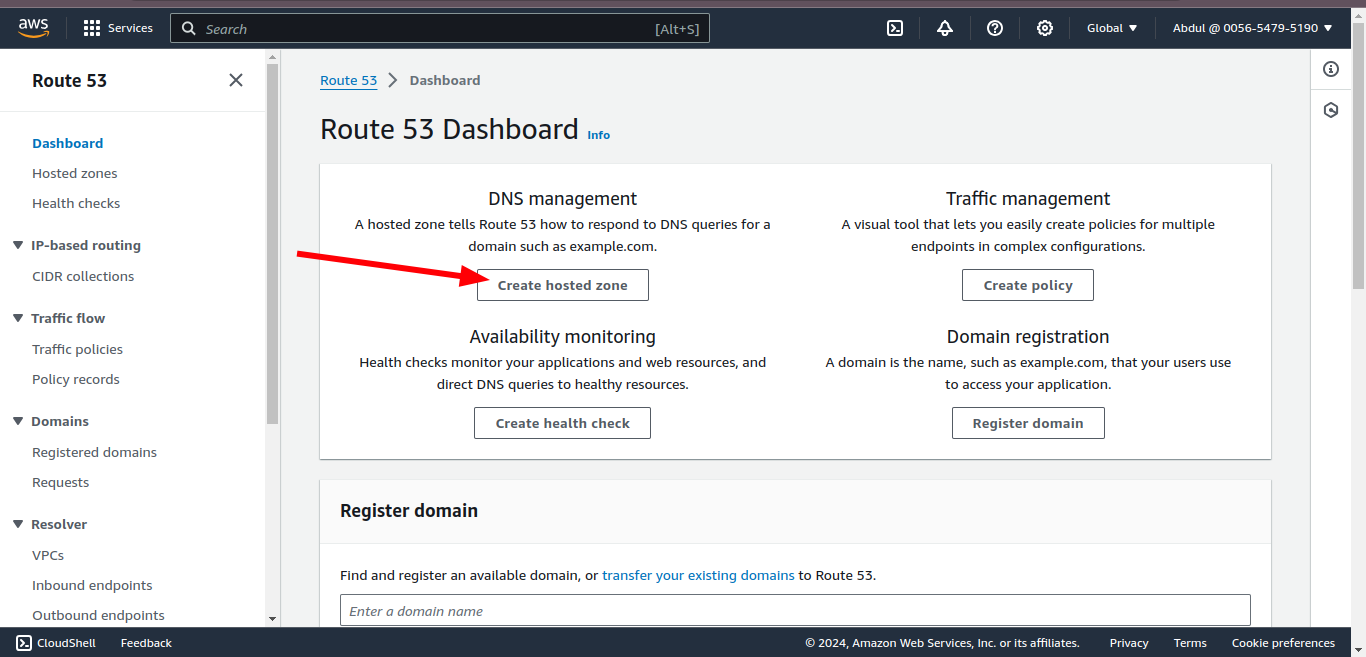 aws
Services
Search [Alt+S]
Global
Abdul @ 0056-5479-5190
Route 53
Dashboard
Hosted zones
Health checks
IP-based routing
CIDR collections
Traffic flow
Traffic policies
Policy records
Domains
Registered domains
Requests
Resolver
VPCs
Inbound endpoints
Outbound endpoints
Route 53 Dashboard
Route 53 Dashboard Info
DNS management
A hosted zone tells Route 53 how to respond to DNS queries for a
domain such as example.com.
Create hosted zone
Traffic management
A visual tool that lets you easily create policies for multiple
endpoints in complex configurations.
Create policy
Availability monitoring
Health checks monitor your applications and web resources, and
direct DNS queries to healthy resources.
Create health check
Domain registration
A domain is the name, such as example.com, that your users use
to access your application.
Register domain
Register domain
Find and register an available domain, or transfer your existing domains to Route 53.
Enter a domain name
CloudShell
Feedback
© 2024, Amazon Web Services, Inc. or its affiliates.
Privacy
Terms
Cookie preferences